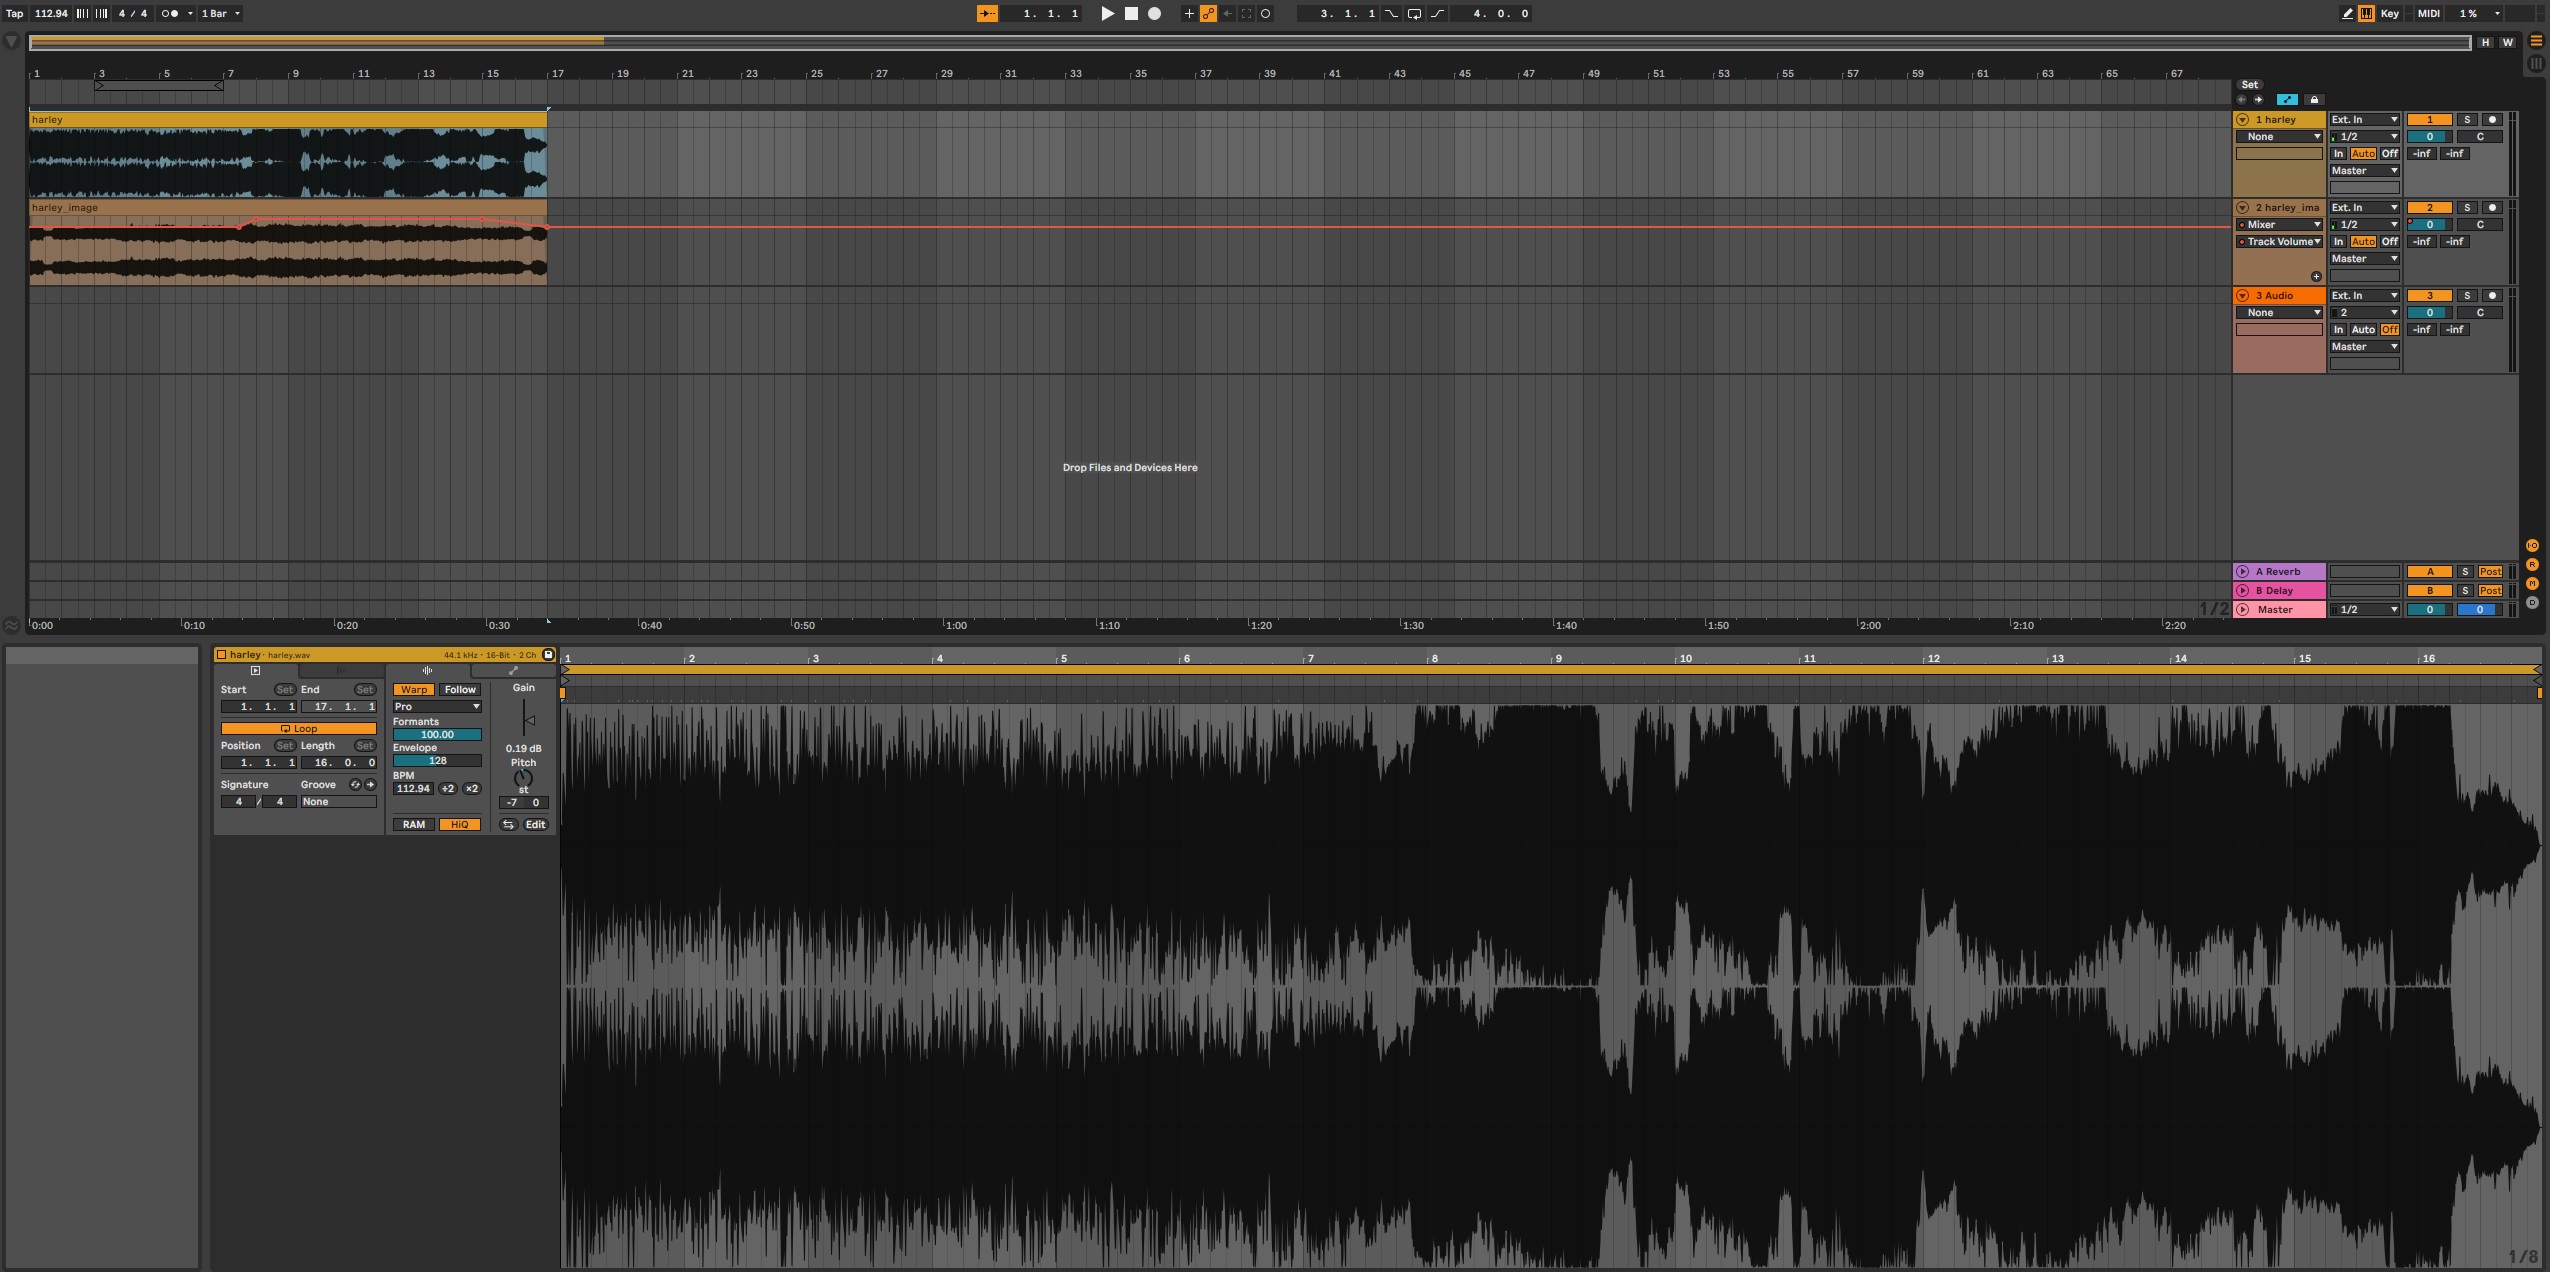 Tap 112.94 4 / 4 1 Bar 1. 1. 1 3. 1. 1 4. 0. 0 Key MIDI 1 %
H W
1 3 5 7 9 11 13 15 17 19 21 23 25 27 29 31 33 35 37 39 41 43 45 47 49 51 53 55 57 59 61 63 65 67
Set
harley 1 harley Ext. In 1 S
None 1/2 0 C
In Auto Off -inf -inf
Master
harley_image 2 harley_ima Ext. In 2 S
Mixer 1/2 0 C
Track Volume In Auto Off -inf -inf
Master
3 Audio Ext. In 3 S
None 2 0 C
In Auto Off -inf -inf
Master
Drop Files and Devices Here
A Reverb A S Post
B Delay B S Post
1/2 Master 1/2 0 0
0:00 0:10 0:20 0:30 0:40 0:50 1:00 1:10 1:20 1:30 1:40 1:50 2:00 2:10 2:20
R
M
D
harley · harley.wav 44.1 kHz · 16-Bit · 2 Ch
1 2 3 4 5 6 7 8 9 10 11 12 13 14 15 16
Start Set End Set Warp Follow Gain
1. 1. 1 17. 1. 1 Pro
Loop Formants
100.00
Position Set Length Set Envelope 0.19 dB
1. 1. 1 16. 0. 0 128 Pitch
BPM
Signature Groove 112.94 ÷2 ×2 st
4 / 4 None -7 0
RAM HiQ Edit
1/8